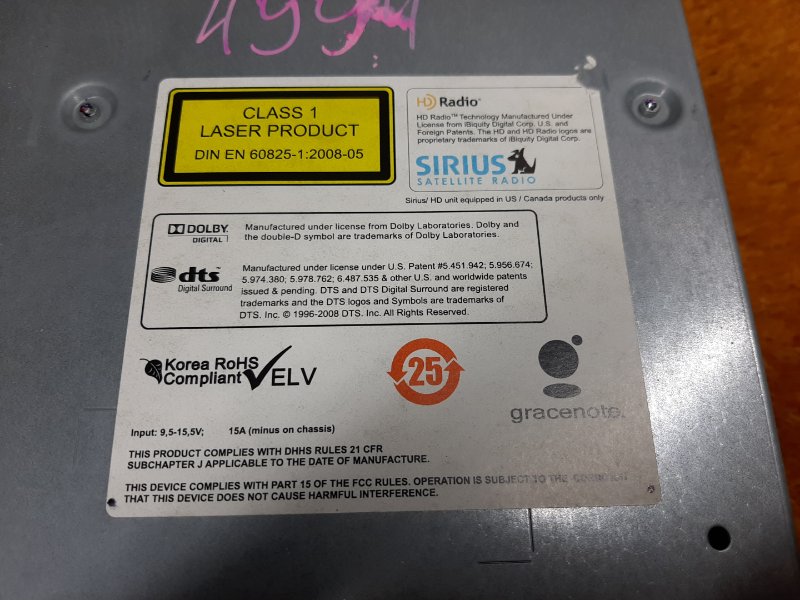 CLASS 1
LASER PRODUCT
DIN EN 60825-1:2008-05
HD Radio
HD Radio™ Technology Manufactured Under
License from iBiquity Digital Corp. U.S. and
Foreign Patents. The HD and HD Radio logos are
proprietary trademarks of iBiquity Digital Corp.
SIRIUS
SATELLITE RADIO
Sirius/ HD unit equipped in US / Canada products only
DOLBY
DIGITAL
Manufactured under license from Dolby Laboratories. Dolby and
the double-D symbol are trademarks of Dolby Laboratories.
dts
Digital Surround
Manufactured under license under U.S. Patent #5.451.942; 5.956.674;
5.974.380; 5.978.762; 6.487.535 & other U.S. and worldwide patents
issued & pending. DTS and DTS Digital Surround are registered
trademarks and the DTS logos and Symbols are trademarks of
DTS. Inc. © 1996-2008 DTS. Inc. All Rights Reserved.
Korea RoHS
Compliant
ELV
25
gracenote.
Input: 9,5-15,5V; 15A (minus on chassis)
THIS PRODUCT COMPLIES WITH DHHS RULES 21 CFR
SUBCHAPTER J APPLICABLE TO THE DATE OF MANUFACTURE.
THIS DEVICE COMPLIES WITH PART 15 OF THE FCC RULES. OPERATION IS SUBJECT TO THE CONDITION
THAT THIS DEVICE DOES NOT CAUSE HARMFUL INTERFERENCE.